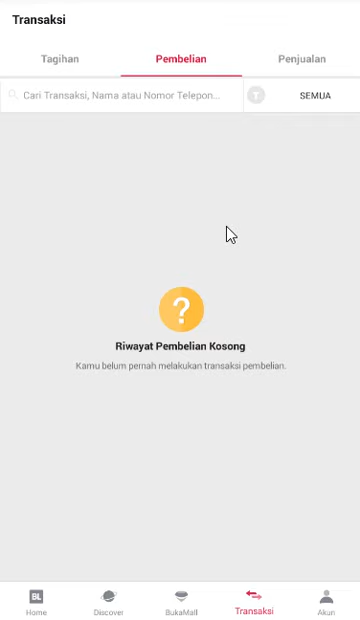 Transaksi
Tagihan Pembelian Penjualan
Cari Transaksi, Nama atau Nomor Telepon... SEMUA
?
Riwayat Pembelian Kosong
Kamu belum pernah melakukan transaksi pembelian.
BL
Home Discover BukaMall Transaksi Akun